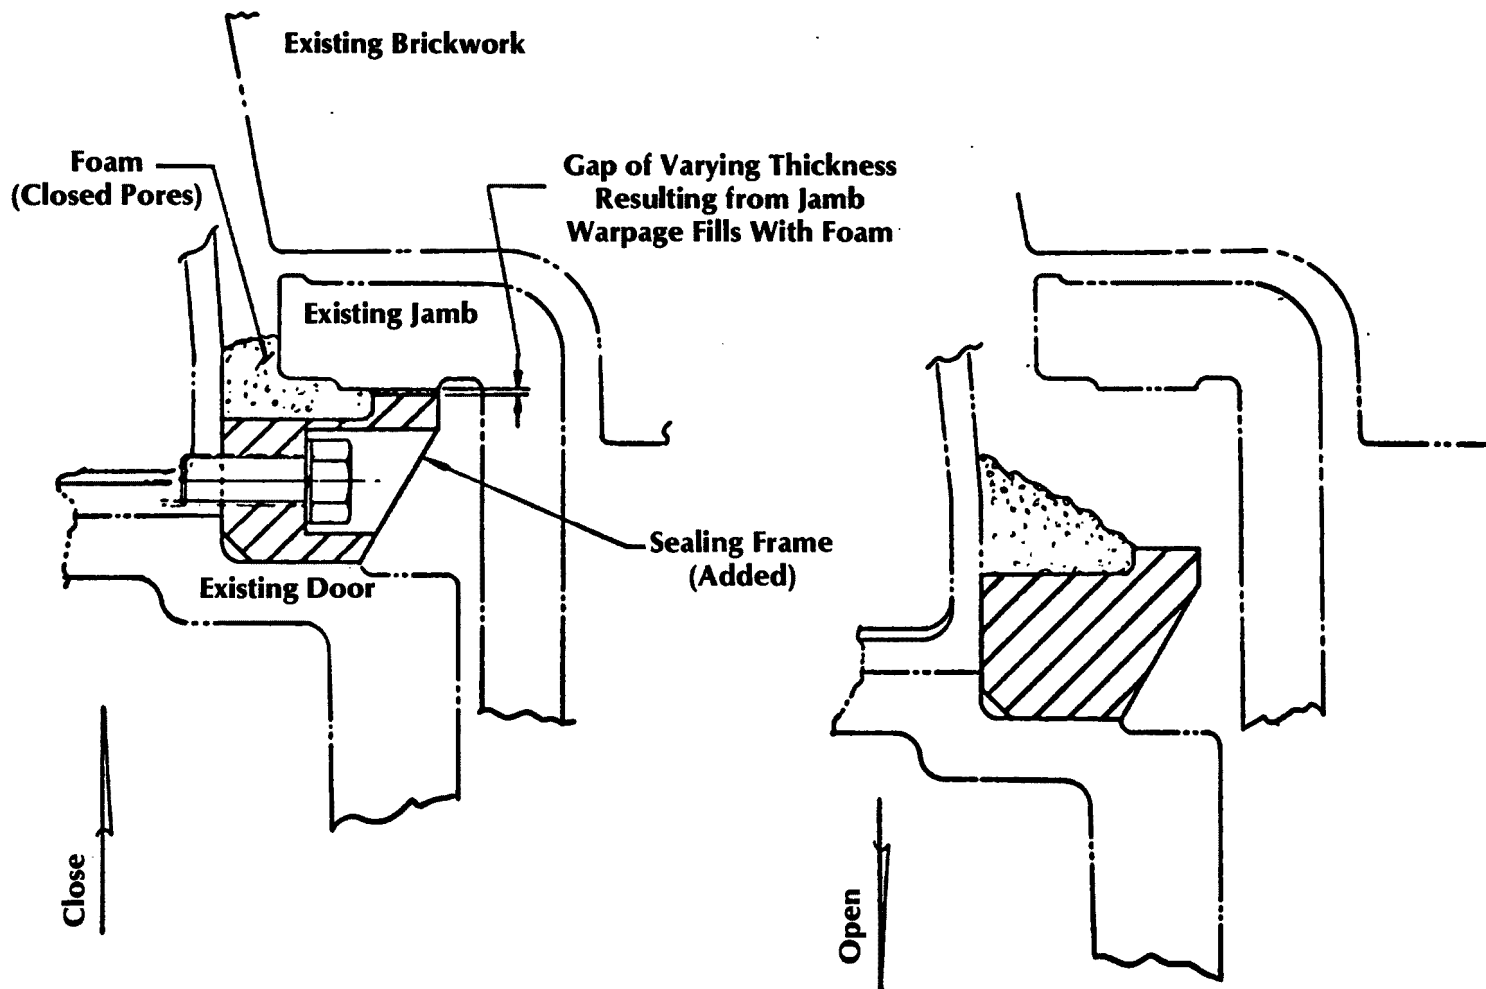 Existing Brickwork
Foam
(Closed Pores)
Gap of Varying Thickness
Resulting from Jamb
Warpage Fills With Foam
Existing Jamb
Sealing Frame
(Added)
Existing Door
Close
Open